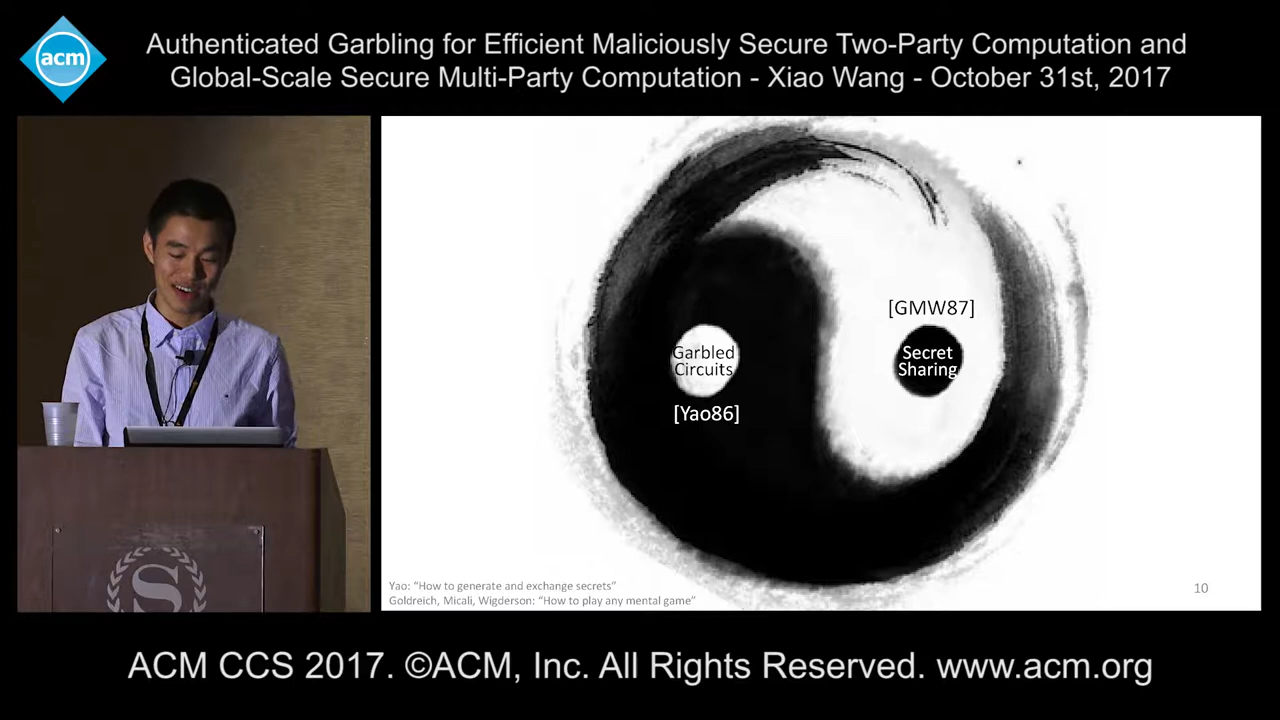 acm
Authenticated Garbling for Efficient Maliciously Secure Two-Party Computation and
Global-Scale Secure Multi-Party Computation - Xiao Wang - October 31st, 2017
[GMW87]
Garbled
Circuits
Secret
Sharing
[Yao86]
S
Yao: “How to generate and exchange secrets”
Goldreich, Micali, Wigderson: “How to play any mental game”
10
ACM CCS 2017. ©ACM, Inc. All Rights Reserved. www.acm.org